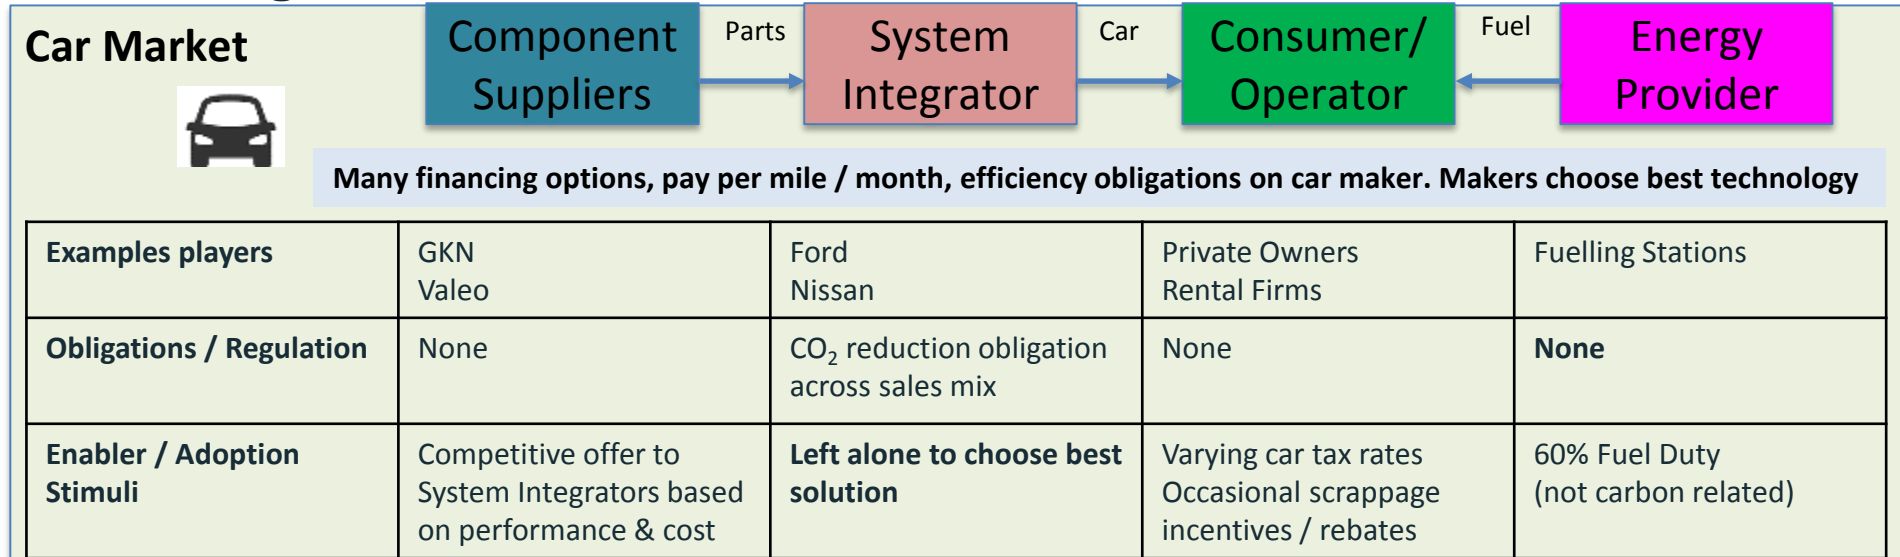 Car Market
Component
Suppliers
Parts
System
Integrator
Car
Consumer/
Operator
Fuel
Energy
Provider
Many financing options, pay per mile / month, efficiency obligations on car maker. Makers choose best technology
Examples players
GKN
Valeo
Ford
Nissan
Private Owners
Rental Firms
Fuelling Stations
Obligations / Regulation
None
CO₂ reduction obligation
across sales mix
None
None
Enabler / Adoption
Stimuli
Competitive offer to
System Integrators based
on performance & cost
Left alone to choose best
solution
Varying car tax rates
Occasional scrappage
incentives / rebates
60% Fuel Duty
(not carbon related)